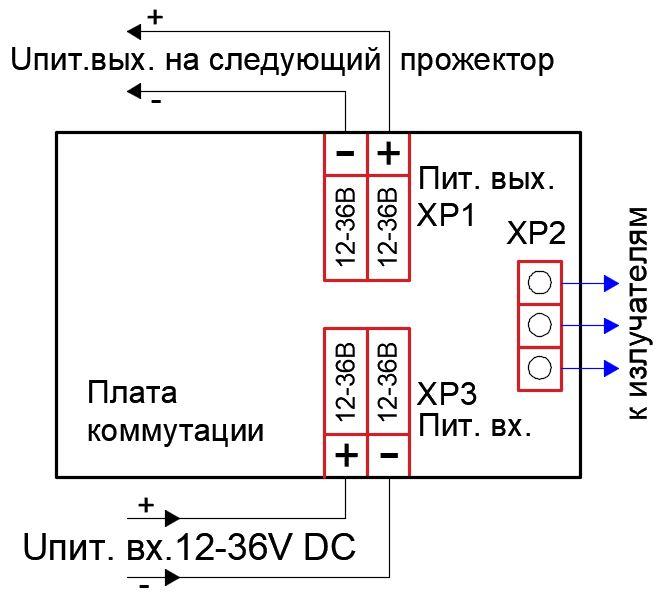 +
Uпит.вых. на следующий прожектор
-
- +
12-36В 12-36В
Пит. вых.
XP1
XP2
к излучателям
12-36В 12-36В
XP3
Пит. вх.
+ -
Плата
коммутации
+
Uпит. вх.12-36V DC
-